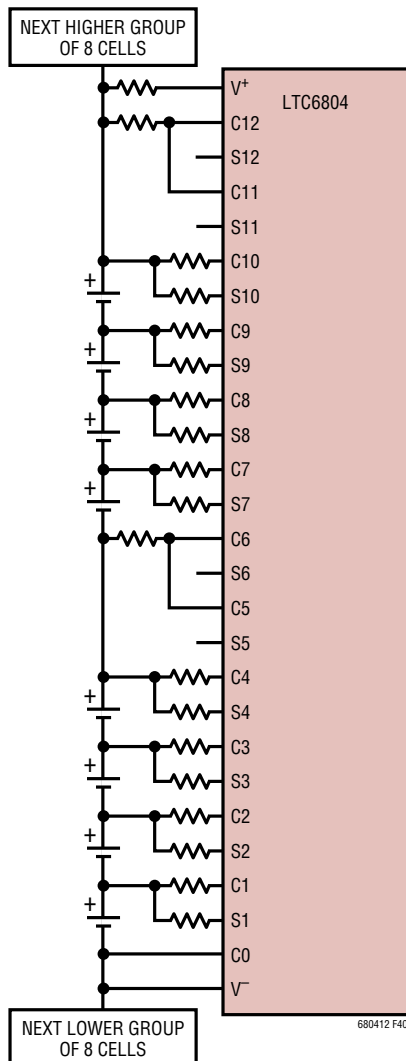 NEXT HIGHER GROUP
OF 8 CELLS
LTC6804
V+
C12
S12
C11
S11
C10
+
S10
C9
+
S9
C8
+
S8
C7
+
S7
C6
S6
C5
S5
C4
+
S4
C3
+
S3
C2
+
S2
C1
+
S1
C0
V–
NEXT LOWER GROUP
OF 8 CELLS
680412 F40